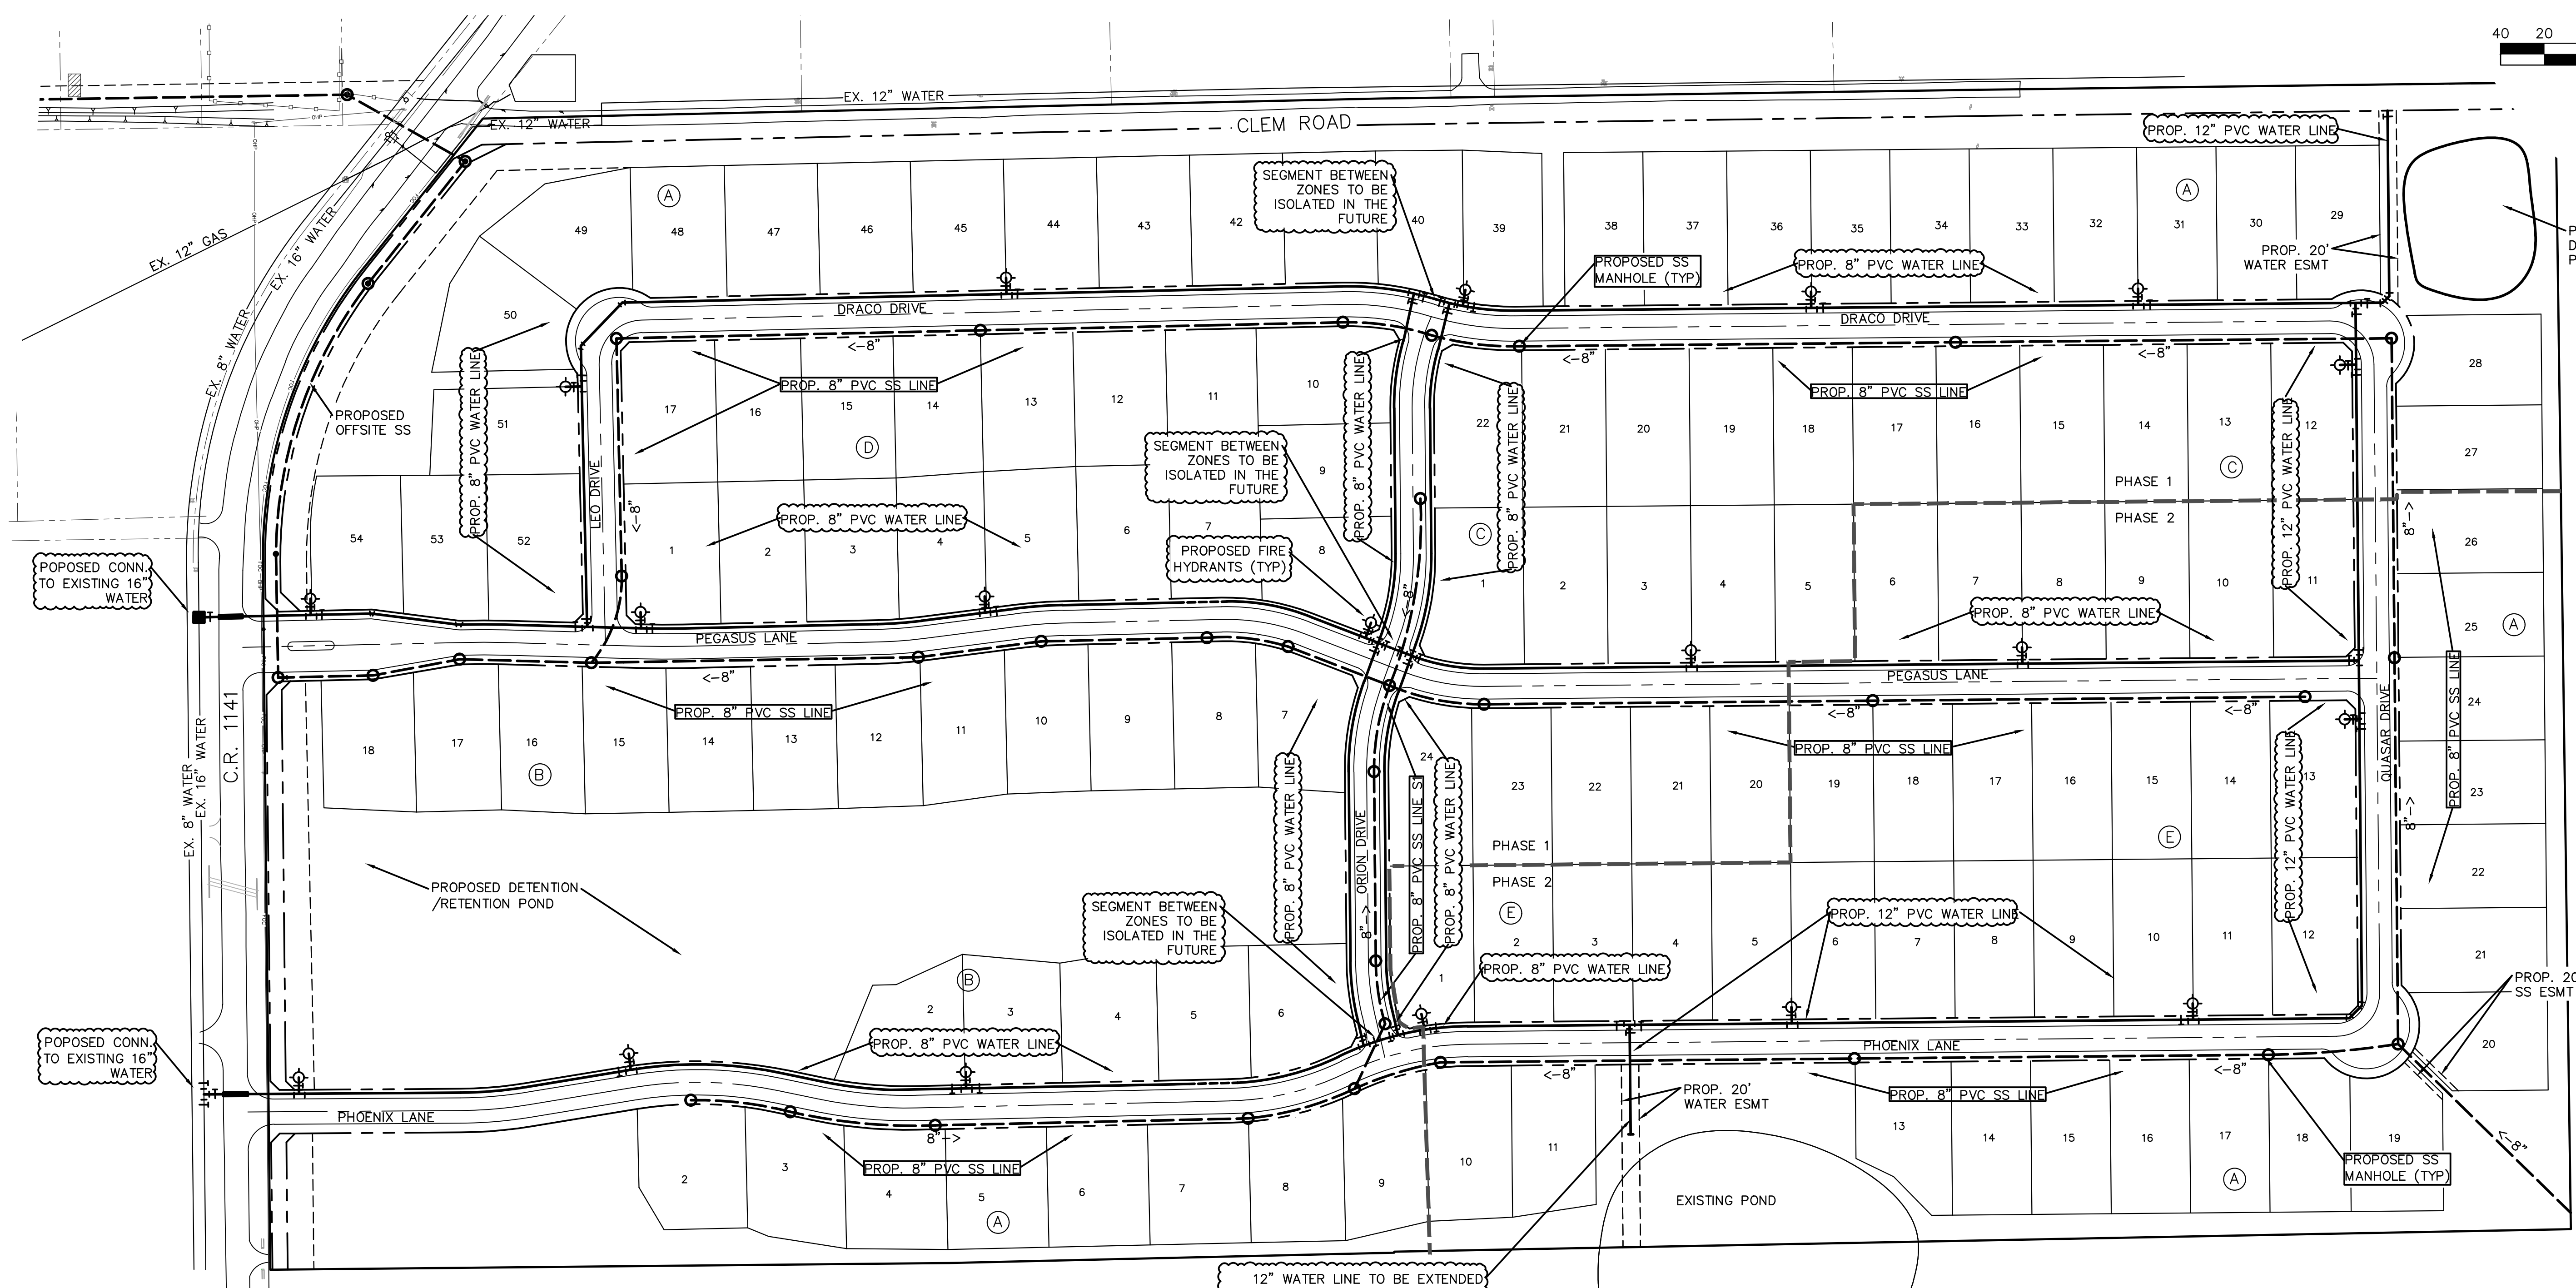 40 20
EX. 12" WATER
EX. 12" WATER
CLEM ROAD
PROP. 12" PVC WATER LINE
SEGMENT BETWEEN
ZONES TO BE
ISOLATED IN THE
FUTURE
A
49
48
47
46
45
44
43
42
40
39
38
37
36
35
34
33
32
31
30
29
A
EX. 12" GAS
EX. 16" WATER
EX. 8" WATER
PROP. 20'
WATER ESMT
P
D
P
PROPOSED SS
MANHOLE (TYP)
PROP. 8" PVC WATER LINE
50
DRACO DRIVE
DRACO DRIVE
<-8"
<-8"
<-8"
PROP. 8" PVC WATER LINE
PROP. 8" PVC SS LINE
PROP. 8" PVC WATER LINE
PROP. 8" PVC WATER LINE
PROP. 8" PVC SS LINE
PROP. 12" PVC WATER LINE
28
PROPOSED
OFFSITE SS
51
17
16
15
14
13
12
11
10
22
21
20
19
18
17
16
15
14
13
12
D
SEGMENT BETWEEN
ZONES TO BE
ISOLATED IN THE
FUTURE
9
27
C
PHASE 1
PHASE 2
LEO DRIVE
<-8"
PROP. 8" PVC WATER LINE
54
53
52
1
2
3
4
5
6
7
8
C
8"->
26
PROPOSED FIRE
HYDRANTS (TYP)
<-8"
1
2
3
4
5
6
7
8
9
10
11
POPOSED CONN.
TO EXISTING 16"
WATER
PROP. 8" PVC WATER LINE
25
A
PEGASUS LANE
PEGASUS LANE
<-8"
<-8"
<-8"
PROP. 8" PVC SS LINE
QUASAR DRIVE
PROP. 8" PVC SS LINE
24
C.R. 1141
EX. 8" WATER
EX. 16" WATER
18
17
16
15
14
13
12
11
10
9
8
7
B
PROP. 8" PVC WATER LINE
ORION DRIVE
PROP. 8" PVC SS LINE S1
PROP. 8" PVC WATER LINE
PROP. 8" PVC SS LINE
24
23
22
21
20
19
18
17
16
15
14
13
PROP. 12" PVC WATER LINE
23
8"->
PHASE 1
PHASE 2
E
22
PROPOSED DETENTION
/RETENTION POND
SEGMENT BETWEEN
ZONES TO BE
ISOLATED IN THE
FUTURE
8"->
E
PROP. 12" PVC WATER LINE
1
2
3
4
5
6
7
8
9
10
11
12
21
PROP. 8" PVC WATER LINE
PROP. 20
SS ESMT
B
2
3
4
5
6
POPOSED CONN.
TO EXISTING 16"
WATER
PROP. 8" PVC WATER LINE
PHOENIX LANE
20
<-8"
<-8"
PROP. 20'
WATER ESMT
PROP. 8" PVC SS LINE
PHOENIX LANE
8"->
PROP. 8" PVC SS LINE
2
3
4
5
6
7
8
9
10
11
13
14
15
16
17
18
19
<-8"
A
A
PROPOSED SS
MANHOLE (TYP)
EXISTING POND
12" WATER LINE TO BE EXTENDED